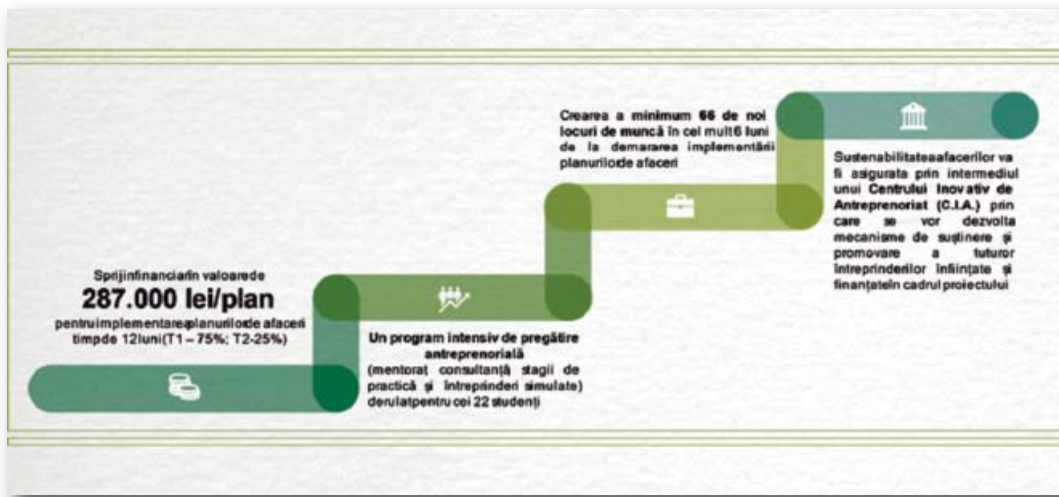 Sprijinfinanciarîn valoarede
287.000 lei/plan
pentruimplementareaplanurilorde afaceri
timpde 12luni(T1 – 75%; T2-25%)
Un program intensiv de pregătire
antreprenorială
(mentorat consultanță stagii de
practică și întreprinderi simulate)
derulatpentru cei 22 studenți
Crearea a minimum 66 de noi
locuri de muncă în cel mult6 luni
de la demararea implementării
planurilorde afaceri
Sustenabilitateaafacerilor va
fi asigurata prin intermediul
unui Centrului Inovativ de
Antreprenoriat (C.I.A.) prin
care se vor dezvolta
mecanisme de susținere și
promovare a tuturor
întreprinderilor înființate și
finanțateîn cadrul proiectului